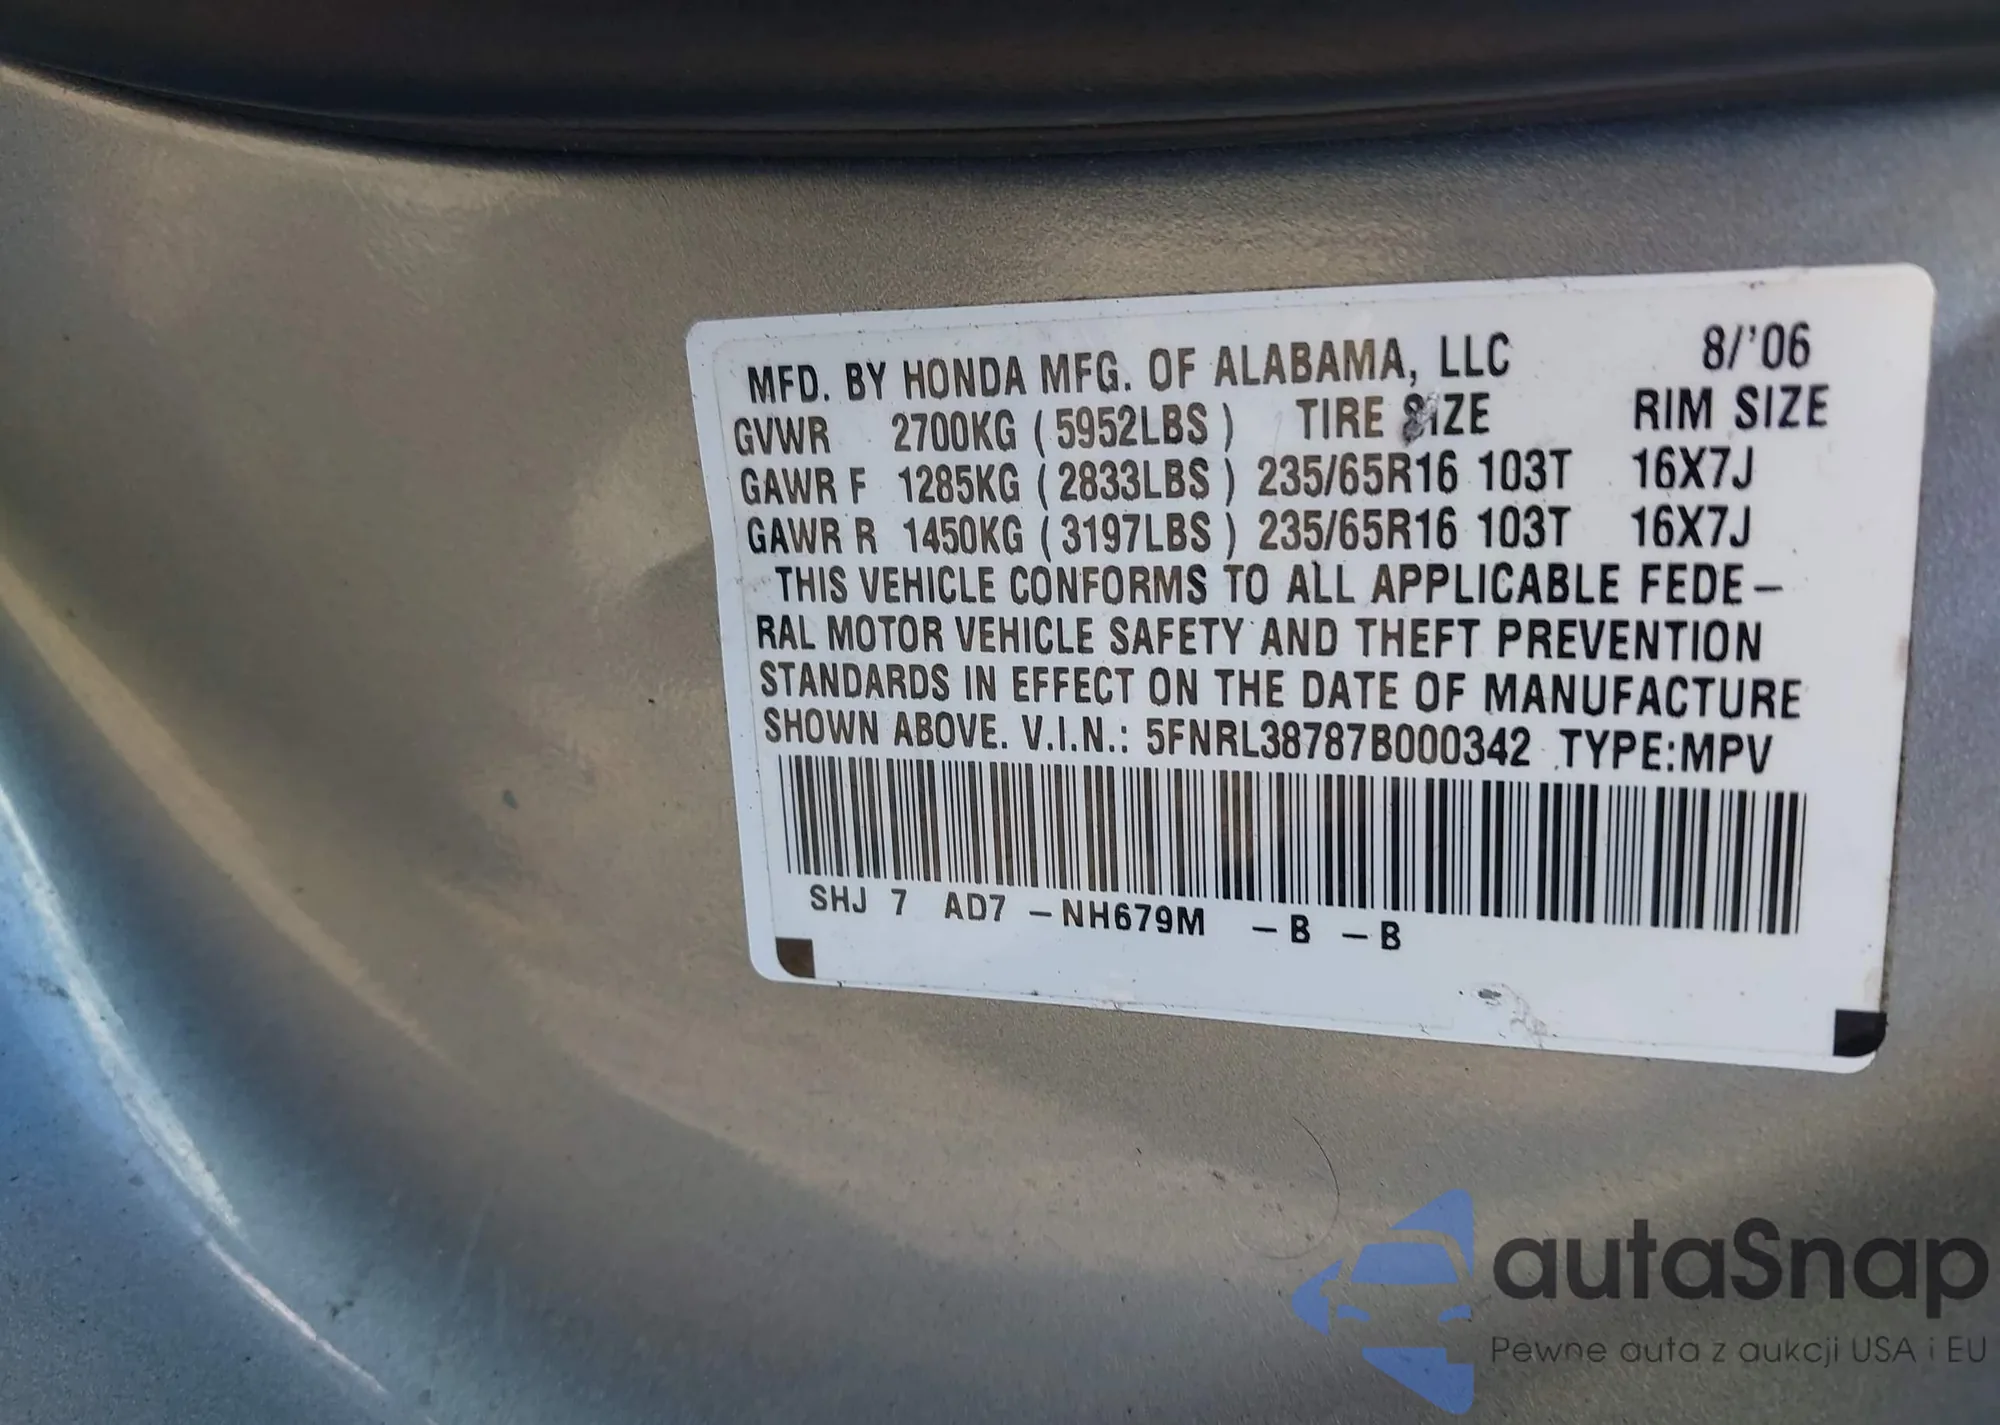 MFD. BY HONDA MFG. OF ALABAMA, LLC 8/'06
GVWR 2700KG (5952LBS) TIRE SIZE RIM SIZE
GAWR F 1285KG (2833LBS) 235/65R16 103T 16X7J
GAWR R 1450KG (3197LBS) 235/65R16 103T 16X7J
THIS VEHICLE CONFORMS TO ALL APPLICABLE FEDE-
RAL MOTOR VEHICLE SAFETY AND THEFT PREVENTION
STANDARDS IN EFFECT ON THE DATE OF MANUFACTURE
SHOWN ABOVE. V.I.N.: 5FNRL38787B000342 TYPE:MPV
SHJ 7 AD7 -NH679M -B -B
autaSnap
Pewne auta z aukcji USA i EU